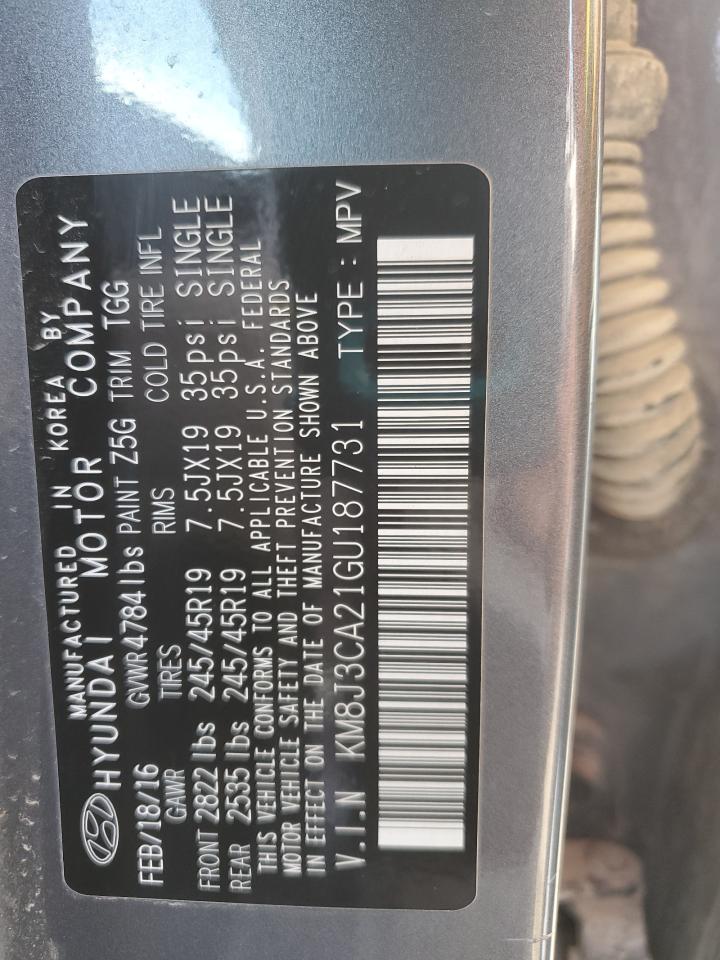 MANUFACTURED IN KOREA BY
HYUNDAI MOTOR COMPANY
FEB/18/16 GVWR 4784 lbs PAINT Z5G TRIM TGG
GAWR TIRES RIMS COLD TIRE INFL
FRONT 2822 lbs 245/45R19 7.5JX19 35psi SINGLE
REAR 2535 lbs 245/45R19 7.5JX19 35psi SINGLE
THIS VEHICLE CONFORMS TO ALL APPLICABLE U.S.A. FEDERAL
MOTOR VEHICLE SAFETY AND THEFT PREVENTION STANDARDS
IN EFFECT ON THE DATE OF MANUFACTURE SHOWN ABOVE
V.I.N KM8J3CA21GU187731 TYPE : MPV